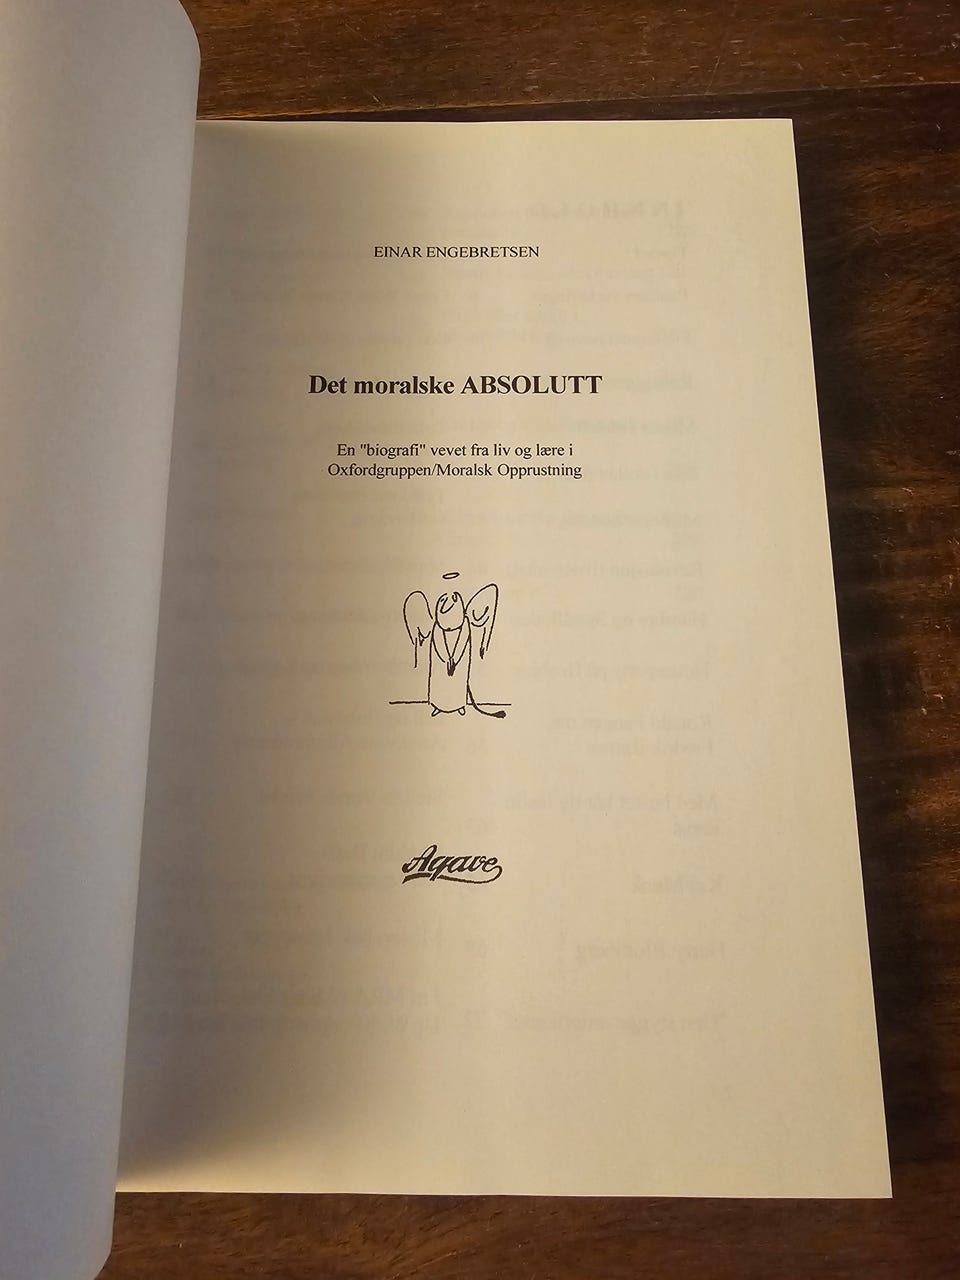 EINAR ENGEBRETSEN
Det moralske ABSOLUTT
En "biografi" vevet fra liv og lære i
Oxfordgruppen/Moralsk Opprustning
Agave